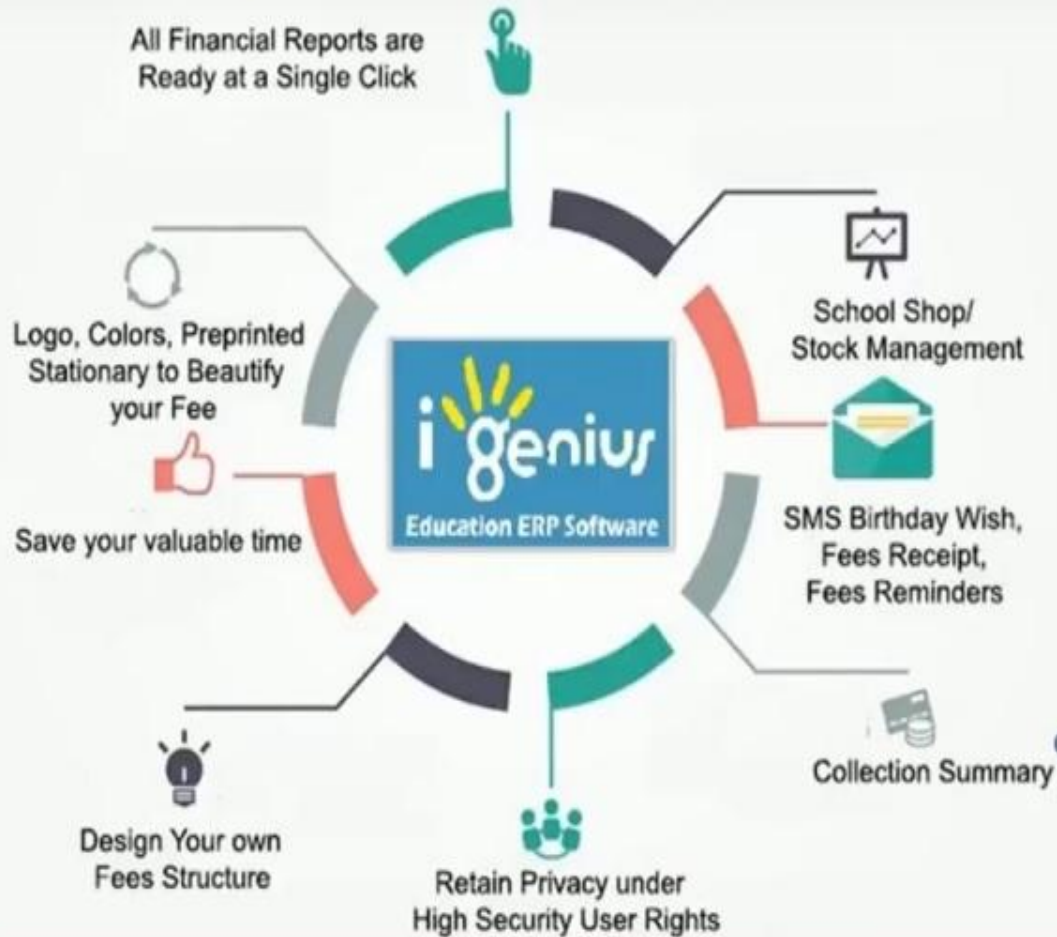 All Financial Reports are
Ready at a Single Click
School Shop/
Stock Management
SMS Birthday Wish,
Fees Receipt,
Fees Reminders
Collection Summary
Retain Privacy under
High Security User Rights
Design Your own
Fees Structure
Save your valuable time
Logo, Colors, Preprinted
Stationary to Beautify
your Fee
i genius
Education ERP Software